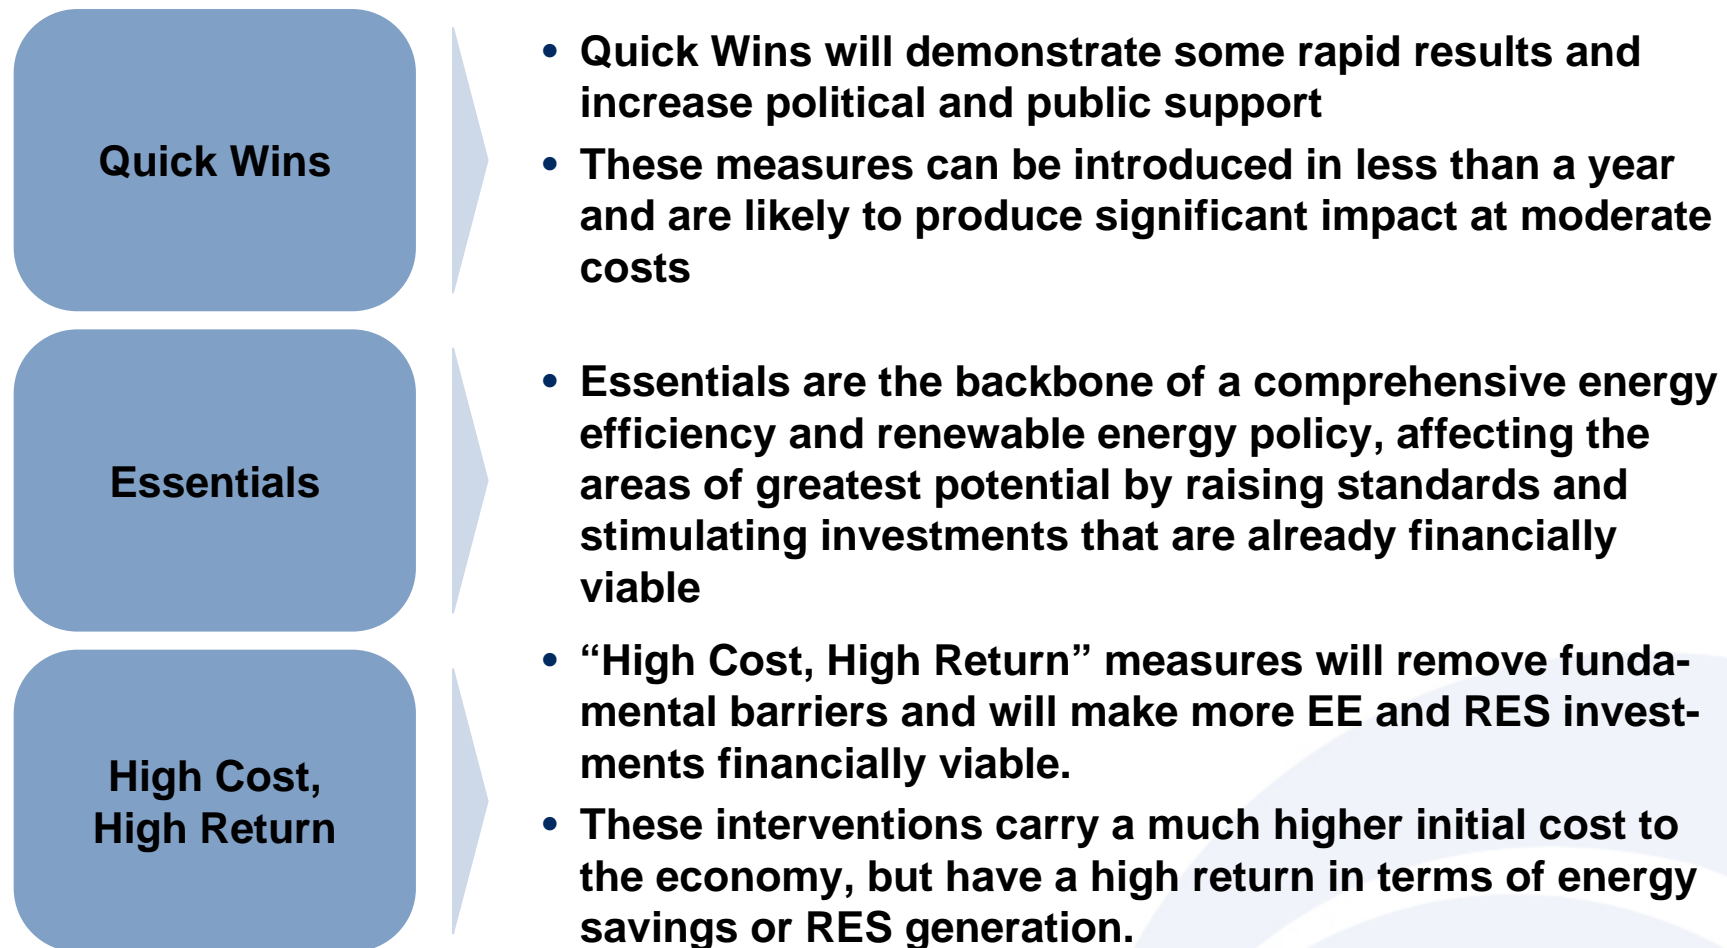 Quick Wins
• Quick Wins will demonstrate some rapid results and
increase political and public support
• These measures can be introduced in less than a year
and are likely to produce significant impact at moderate
costs
Essentials
• Essentials are the backbone of a comprehensive energy
efficiency and renewable energy policy, affecting the
areas of greatest potential by raising standards and
stimulating investments that are already financially
viable
High Cost,
High Return
• “High Cost, High Return” measures will remove funda-
mental barriers and will make more EE and RES invest-
ments financially viable.
• These interventions carry a much higher initial cost to
the economy, but have a high return in terms of energy
savings or RES generation.